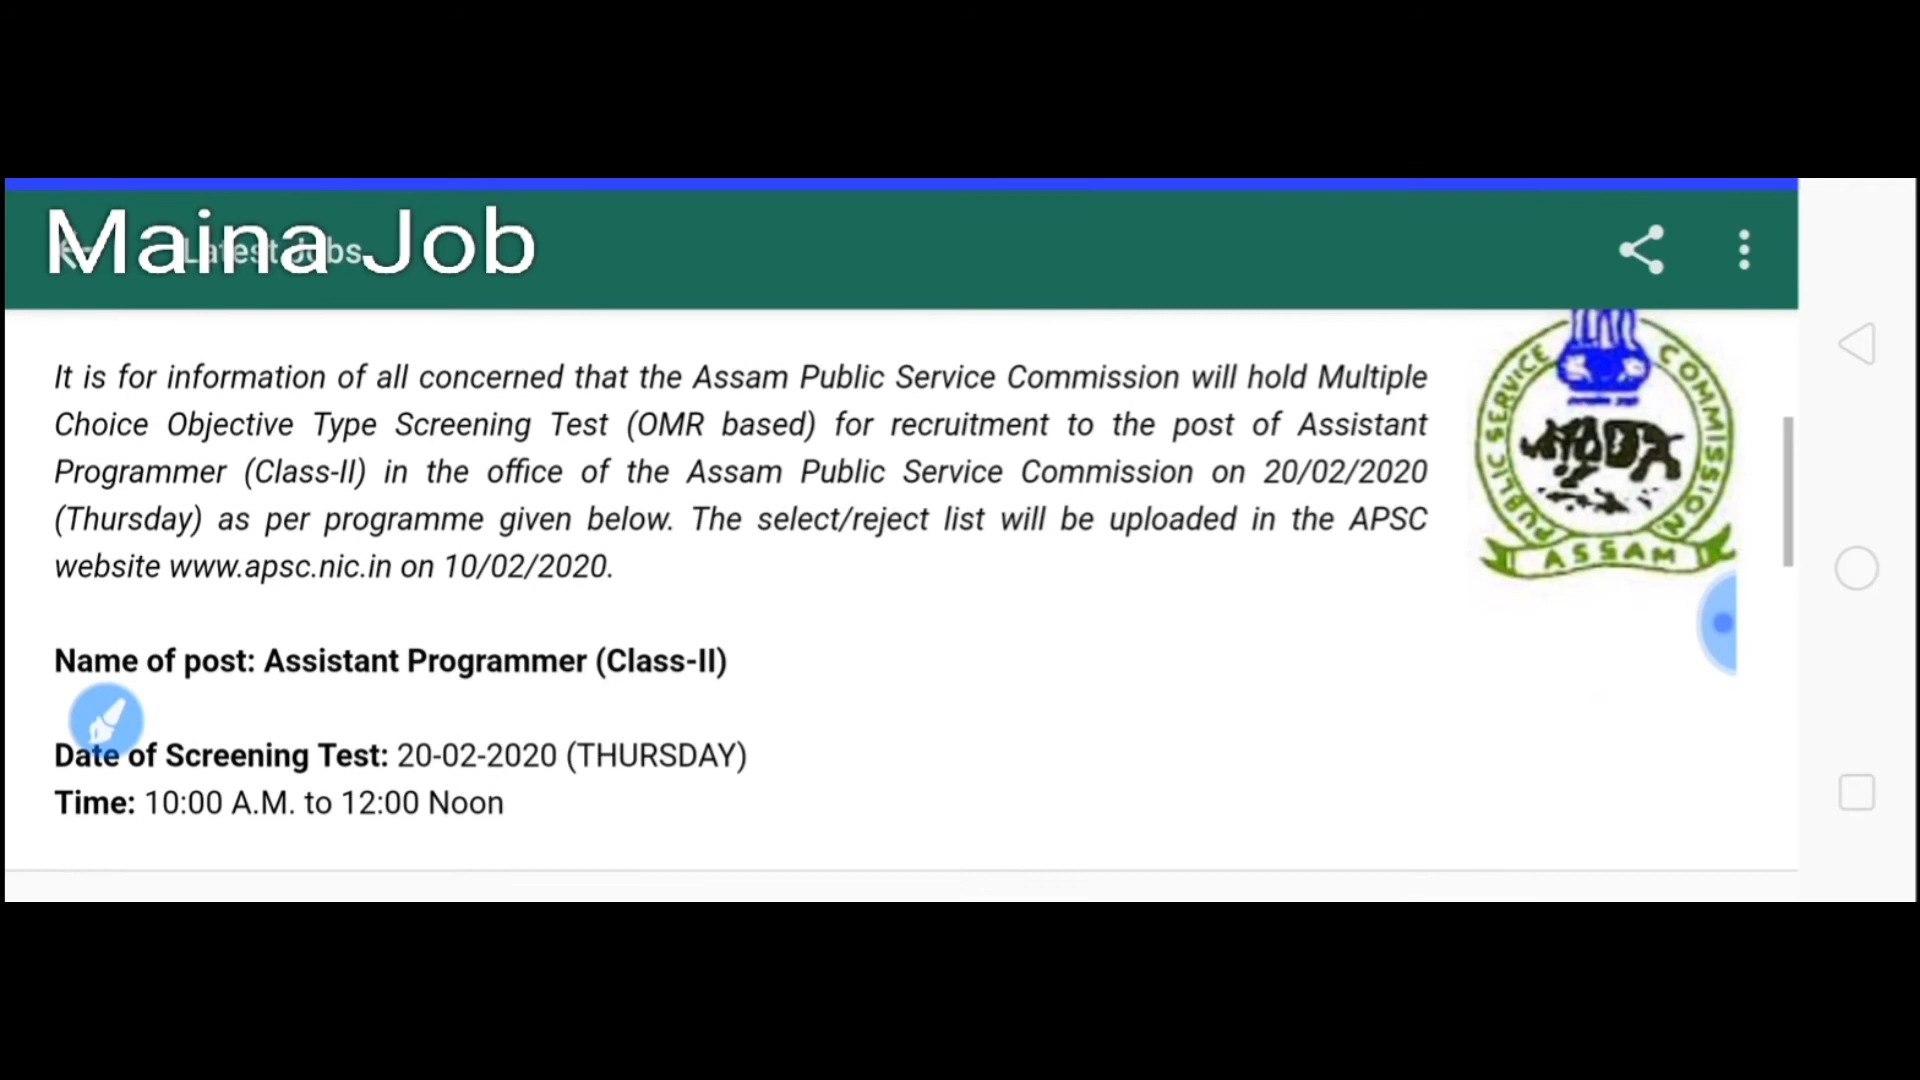 Maina Job
Latest Jobs
It is for information of all concerned that the Assam Public Service Commission will hold Multiple
Choice Objective Type Screening Test (OMR based) for recruitment to the post of Assistant
Programmer (Class-II) in the office of the Assam Public Service Commission on 20/02/2020
(Thursday) as per programme given below. The select/reject list will be uploaded in the APSC
website www.apsc.nic.in on 10/02/2020.
PUBLIC SERVICE COMMISSION
ASSAM
Name of post: Assistant Programmer (Class-II)
Date of Screening Test: 20-02-2020 (THURSDAY)
Time: 10:00 A.M. to 12:00 Noon